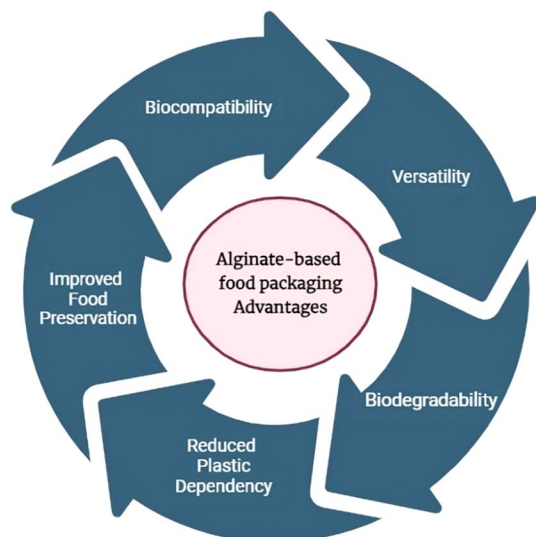 Biocompatibility
Versatility
Alginate-based
food packaging
Advantages
Improved
Food
Preservation
Biodegradability
Reduced
Plastic
Dependency